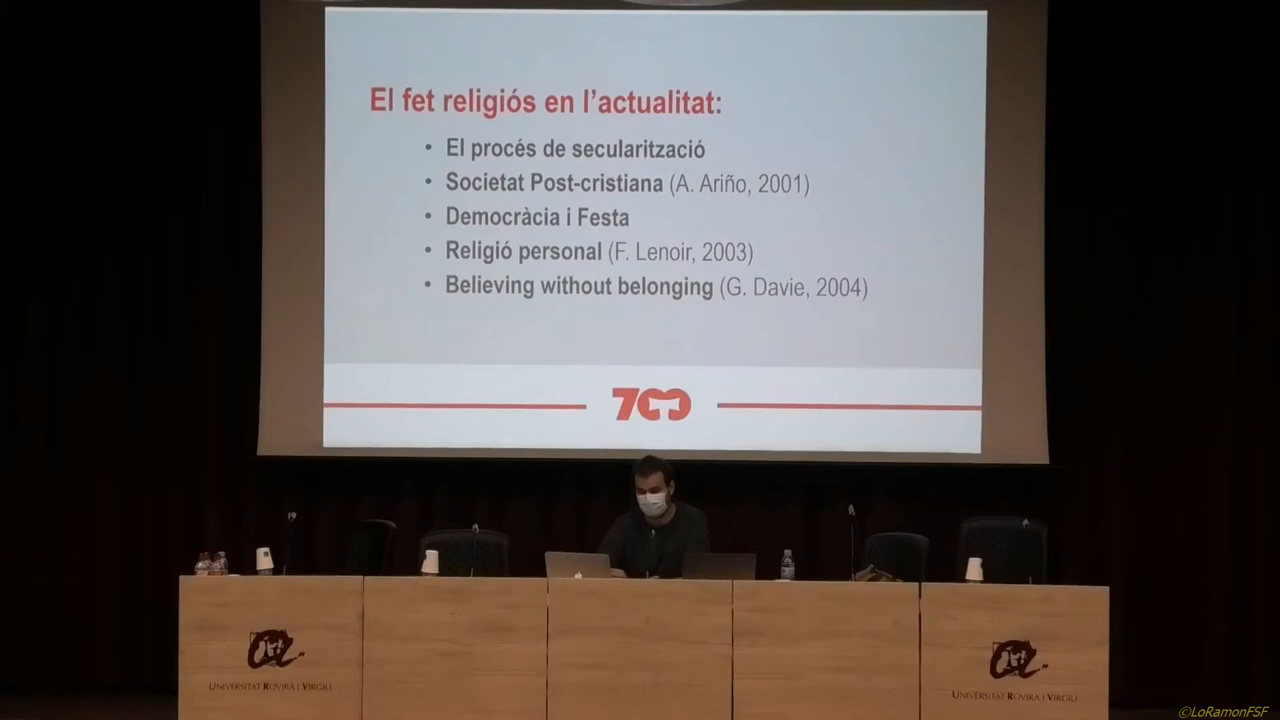 El fet religiós en l'actualitat:
• El procés de secularització
• Societat Post-cristiana (A. Ariño, 2001)
• Democràcia i Festa
• Religió personal (F. Lenoir, 2003)
• Believing without belonging (G. Davie, 2004)
700
UNIVERSITAT ROVIRA I VIRGILI
UNIVERSITAT ROVIRA I VIRGILI
©LoRamonFSF